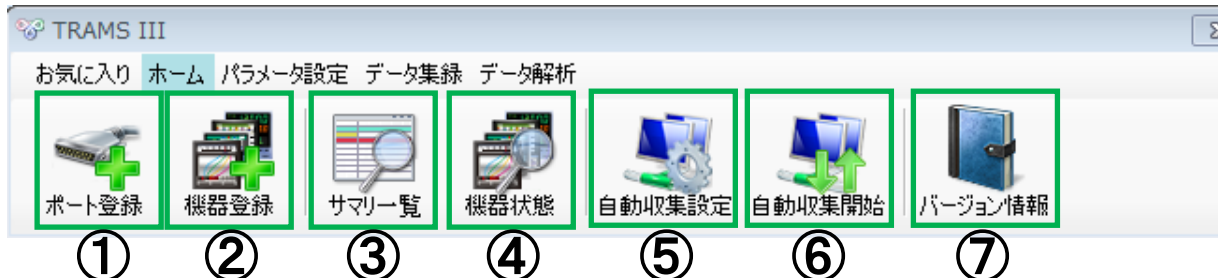 TRAMS III
お気に入り ホーム パラメータ設定 データ集録 データ解析
ポート登録 機器登録 サマリ一覧 機器状態 自動収集設定 自動収集開始 バージョン情報
① ② ③ ④ ⑤ ⑥ ⑦